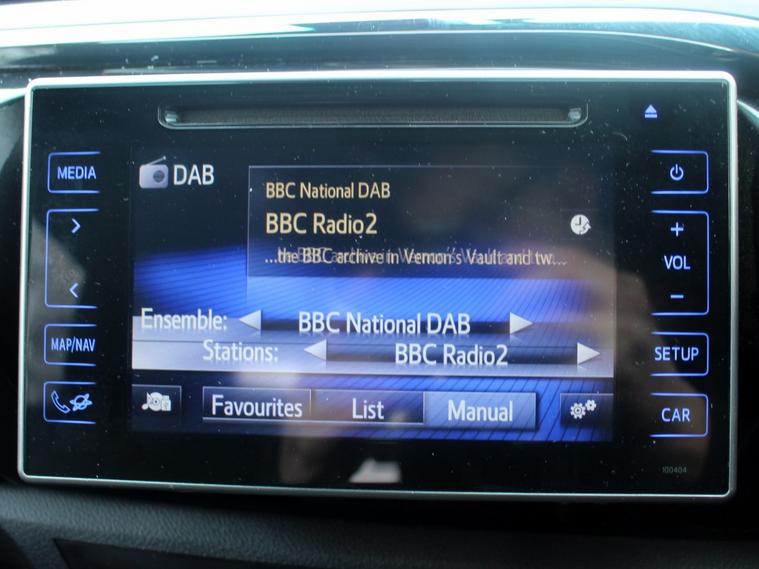 MEDIA
MAP/NAV
DAB
BBC National DAB
BBC Radio2
...the BBC archive in Vernon's Vault and tw...
Ensemble: BBC National DAB
Stations: BBC Radio2
Favourites List Manual
+
VOL
−
SETUP
CAR
100404